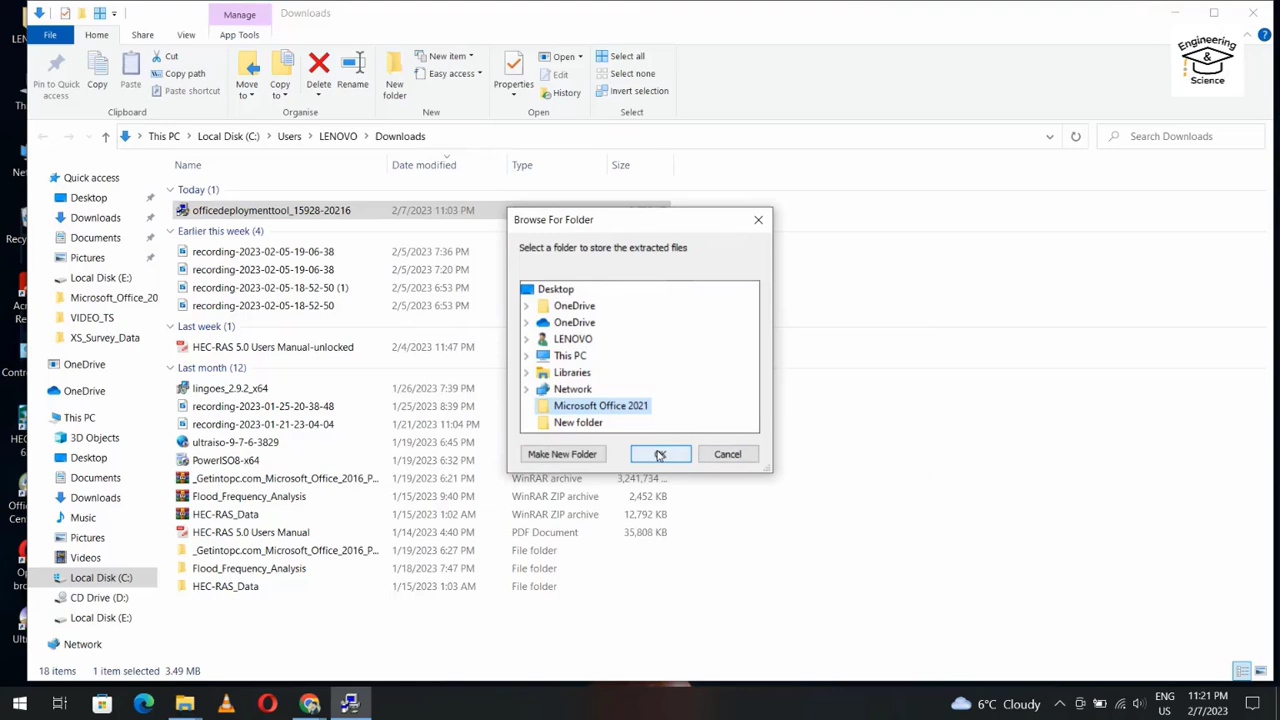 Manage
Downloads
File
Home
Share
View
App Tools
Pin to Quick access
Copy
Paste
Cut
Copy path
Paste shortcut
Clipboard
Move to
Copy to
Delete
Rename
Organise
New folder
New item
Easy access
New
Properties
Open
Edit
History
Open
Select all
Select none
Invert selection
Select
Engineering
&
Science
This PC
Local Disk (C:)
Users
LENOVO
Downloads
Search Downloads
Name
Date modified
Type
Size
Quick access
Desktop
Downloads
Documents
Pictures
Local Disk (C:)
Microsoft_Office_20
VIDEO_TS
XS_Survey_Data
OneDrive
OneDrive
This PC
3D Objects
Desktop
Documents
Downloads
Music
Pictures
Videos
Local Disk (C:)
CD Drive (D:)
Local Disk (E:)
Network
Today (1)
officedeploymenttool_15928-20216 2/7/2023 11:03 PM
Earlier this week (4)
recording-2023-02-05-19-06-38 2/5/2023 7:36 PM
recording-2023-02-05-19-06-38 2/5/2023 7:20 PM
recording-2023-02-05-18-52-50 (1) 2/5/2023 6:53 PM
recording-2023-02-05-18-52-50 2/5/2023 6:53 PM
Last week (1)
HEC-RAS 5.0 Users Manual-unlocked 2/4/2023 11:47 PM
Last month (12)
lingoes_2.9.2_x64 1/26/2023 7:39 PM
recording-2023-01-25-20-38-48 1/25/2023 8:39 PM
recording-2023-01-21-23-04-04 1/21/2023 11:04 PM
ultraiso-9-7-6-3829 1/19/2023 6:45 PM
PowerISO8-x64 1/19/2023 6:30 PM
_Getintopc.com_Microsoft_Office_2016_P... 1/19/2023 6:21 PM WinRAR archive 3,241,734 ...
Flood_Frequency_Analysis 1/15/2023 9:40 PM WinRAR ZIP archive 2,452 KB
HEC-RAS_Data 1/15/2023 1:02 AM WinRAR ZIP archive 12,792 KB
HEC-RAS 5.0 Users Manual 1/14/2023 4:40 PM PDF Document 35,808 KB
_Getintopc.com_Microsoft_Office_2016_P... 1/19/2023 6:27 PM File folder
Flood_Frequency_Analysis 1/18/2023 7:47 PM File folder
HEC-RAS_Data 1/15/2023 1:03 AM File folder
Browse For Folder
Select a folder to store the extracted files
Desktop
OneDrive
OneDrive
LENOVO
This PC
Libraries
Network
Microsoft Office 2021
New folder
Make New Folder
Cancel
18 items 1 item selected 3.49 MB
6°C Cloudy
ENG
US
11:21 PM
2/7/2023